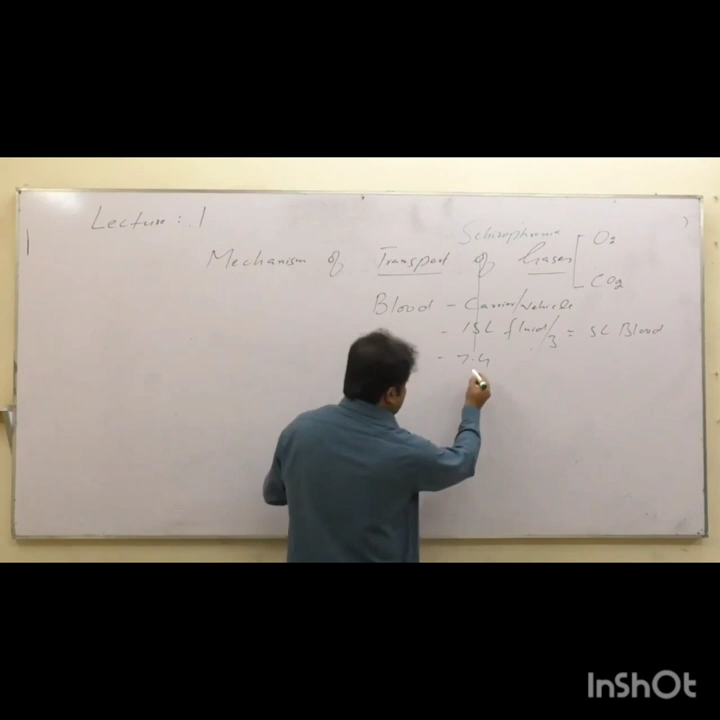 Lecture : 1
Schizophrenie
Mechanism of Transport of Gases O2
CO2
Blood - Carrier/vehicle
- 15L fluid/3 = 5L Blood
- 7.4
InShOt